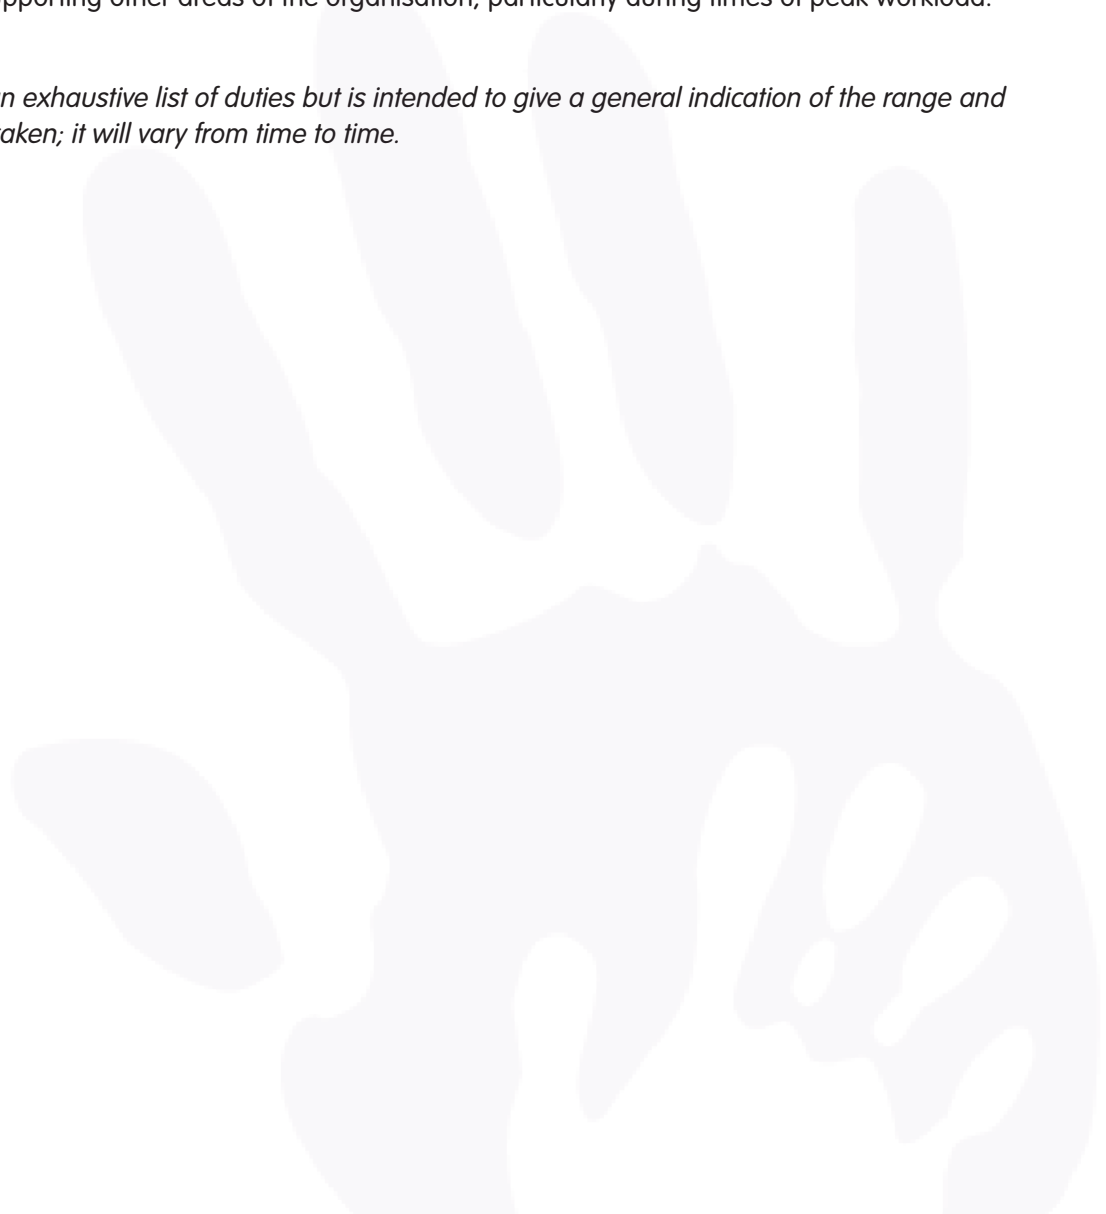 pporting other areas of the organisation, particularly during times of peak workload.
n exhaustive list of duties but is intended to give a general indication of the range and
aken; it will vary from time to time.